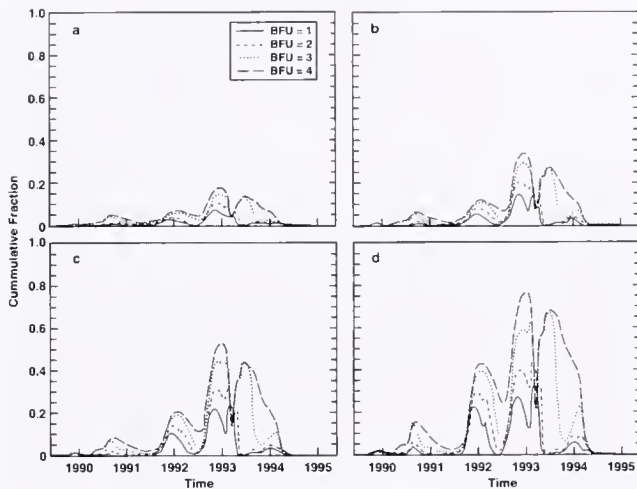 a
BFU = 1
BFU = 2
BFU = 3
BFU = 4
b
1.0
0.8
0.6
0.4
0.2
0
Cummulative Fraction
c
d
1.0
0.8
0.6
0.4
0.2
0
1990 1991 1992 1993 1994 1995
Time
1990 1991 1992 1993 1994 1995
Time